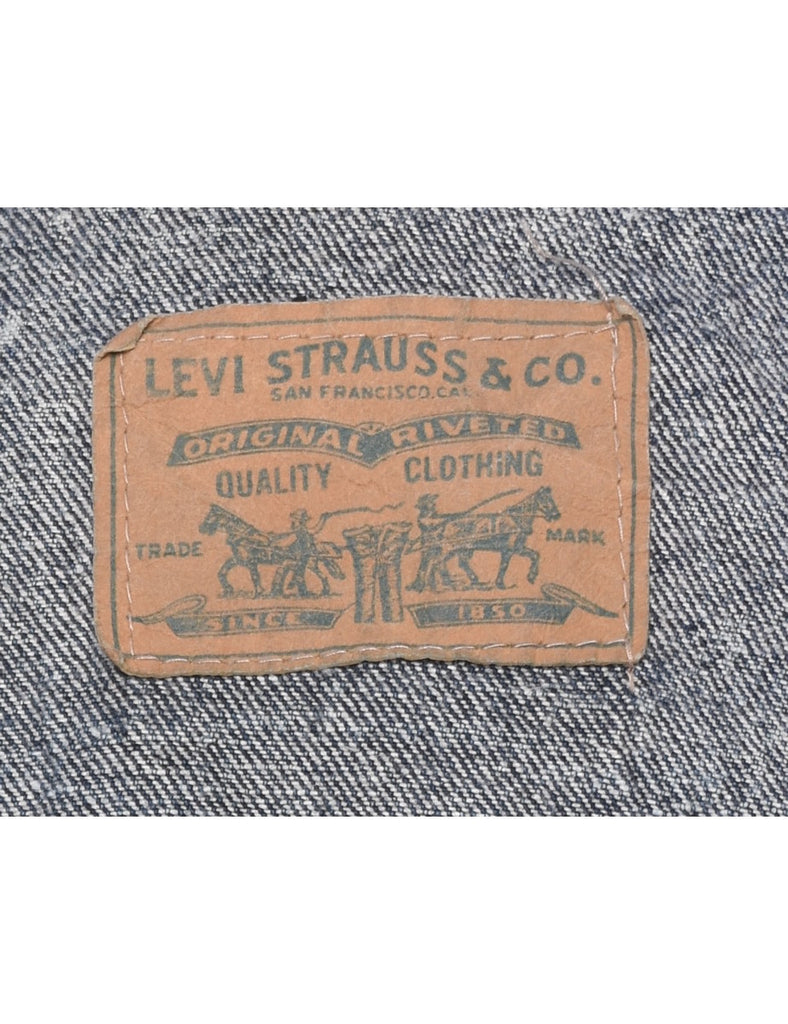 LEVI STRAUSS & CO.
SAN FRANCISCO.CAL.
ORIGINAL RIVETED
QUALITY CLOTHING
TRADE MARK
SINCE 1850